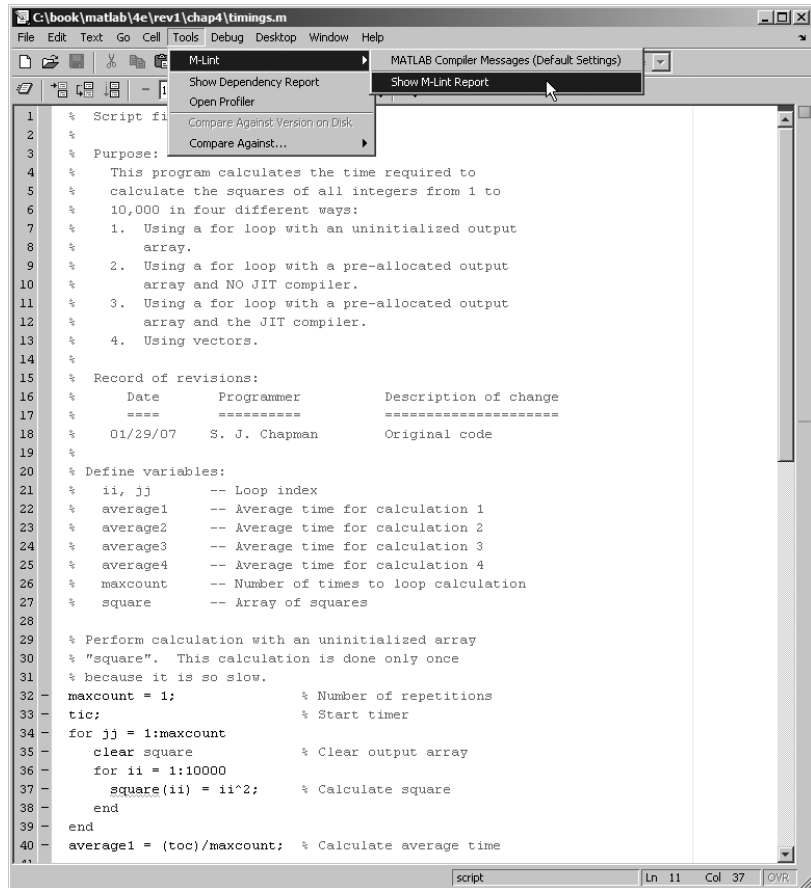 C:\book\matlab\4e\rev1\chap4\timings.m
File Edit Text Go Cell Tools Debug Desktop Window Help
M-Lint
MATLAB Compiler Messages (Default Settings)
Show M-Lint Report
Show Dependency Report
Open Profiler
Compare Against Version on Disk
Compare Against...
1 % Script fi
2 %
3 % Purpose:
4 % This program calculates the time required to
5 % calculate the squares of all integers from 1 to
6 % 10,000 in four different ways:
7 % 1. Using a for loop with an uninitialized output
8 % array.
9 % 2. Using a for loop with a pre-allocated output
10 % array and NO JIT compiler.
11 % 3. Using a for loop with a pre-allocated output
12 % array and the JIT compiler.
13 % 4. Using vectors.
14 %
15 % Record of revisions:
16 % Date Programmer Description of change
17 % ==== ========== =====================
18 % 01/29/07 S. J. Chapman Original code
19 %
20 % Define variables:
21 % ii, jj -- Loop index
22 % average1 -- Average time for calculation 1
23 % average2 -- Average time for calculation 2
24 % average3 -- Average time for calculation 3
25 % average4 -- Average time for calculation 4
26 % maxcount -- Number of times to loop calculation
27 % square -- Array of squares
28
29 % Perform calculation with an uninitialized array
30 % "square". This calculation is done only once
31 % because it is so slow.
32 - maxcount = 1; % Number of repetitions
33 - tic; % Start timer
34 - for jj = 1:maxcount
35 - clear square % Clear output array
36 - for ii = 1:10000
37 - square(ii) = ii^2; % Calculate square
38 - end
39 - end
40 - average1 = (toc)/maxcount; % Calculate average time
script Ln 11 Col 37 OVR